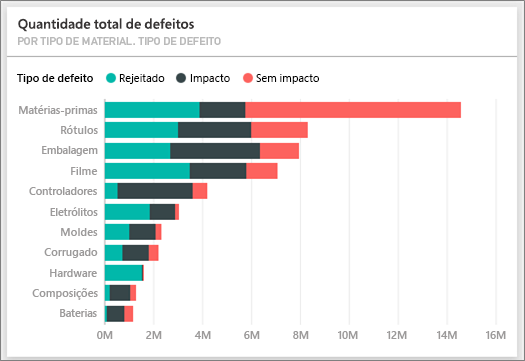 Quantidade total de defeitos
POR TIPO DE MATERIAL. TIPO DE DEFEITO
Tipo de defeito Rejeitado Impacto Sem impacto
Matérias-primas
Rótulos
Embalagem
Filme
Controladores
Eletrólitos
Moldes
Corrugado
Hardware
Composições
Baterias
0M 2M 4M 6M 8M 10M 12M 14M 16M